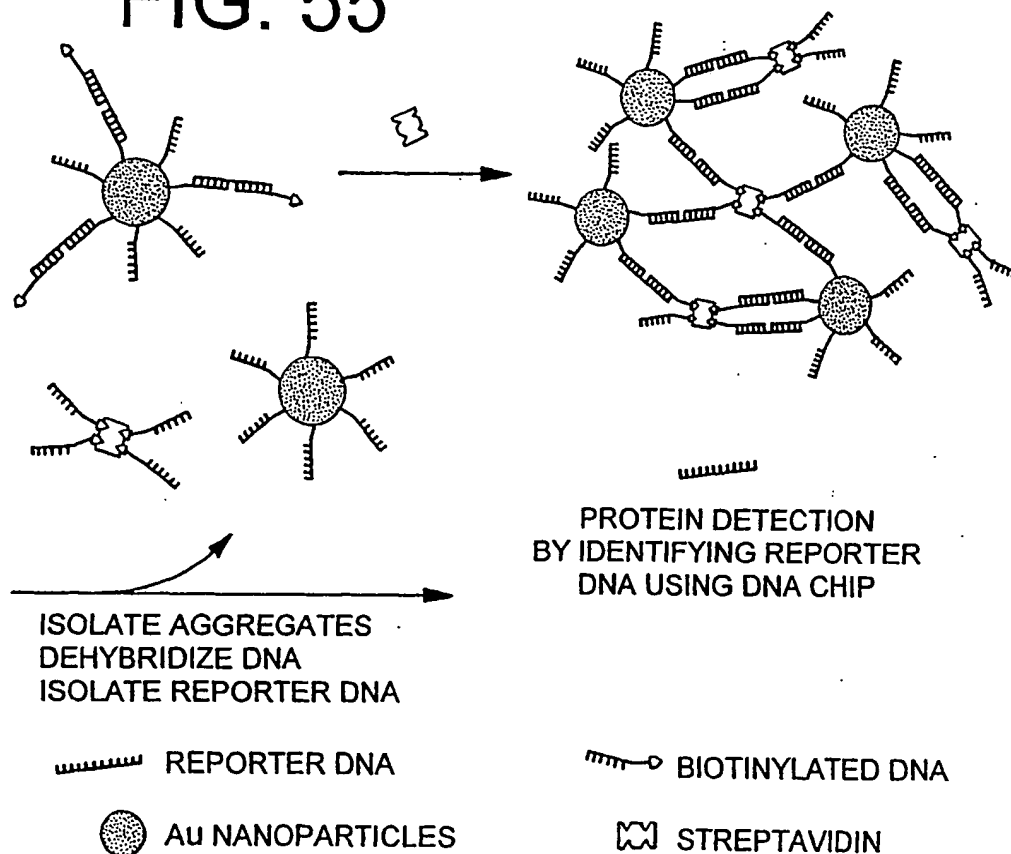 FIG. 55
PROTEIN DETECTION
BY IDENTIFYING REPORTER
DNA USING DNA CHIP
ISOLATE AGGREGATES
DEHYBRIDIZE DNA
ISOLATE REPORTER DNA
REPORTER DNA
BIOTINYLATED DNA
Au NANOPARTICLES
STREPTAVIDIN